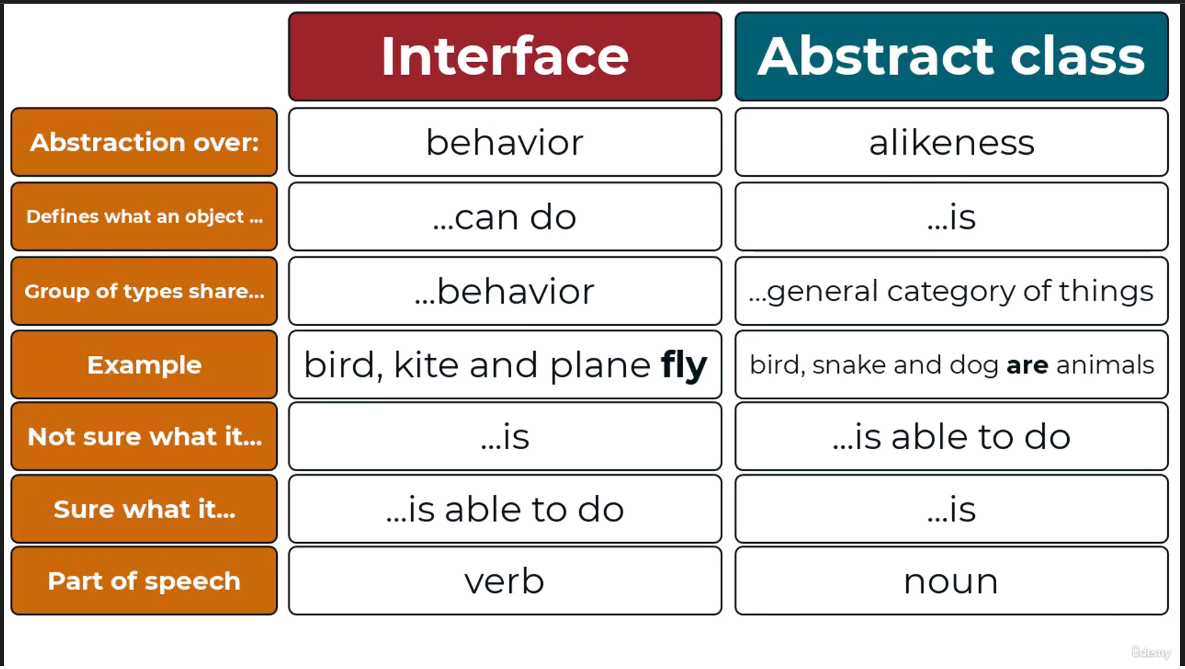 Interface Abstract class
Abstraction over: behavior alikeness
Defines what an object ... ...can do ...is
Group of types share... ...behavior ...general category of things
Example bird, kite and plane fly bird, snake and dog are animals
Not sure what it... ...is ...is able to do
Sure what it... ...is able to do ...is
Part of speech verb noun
ûdemy